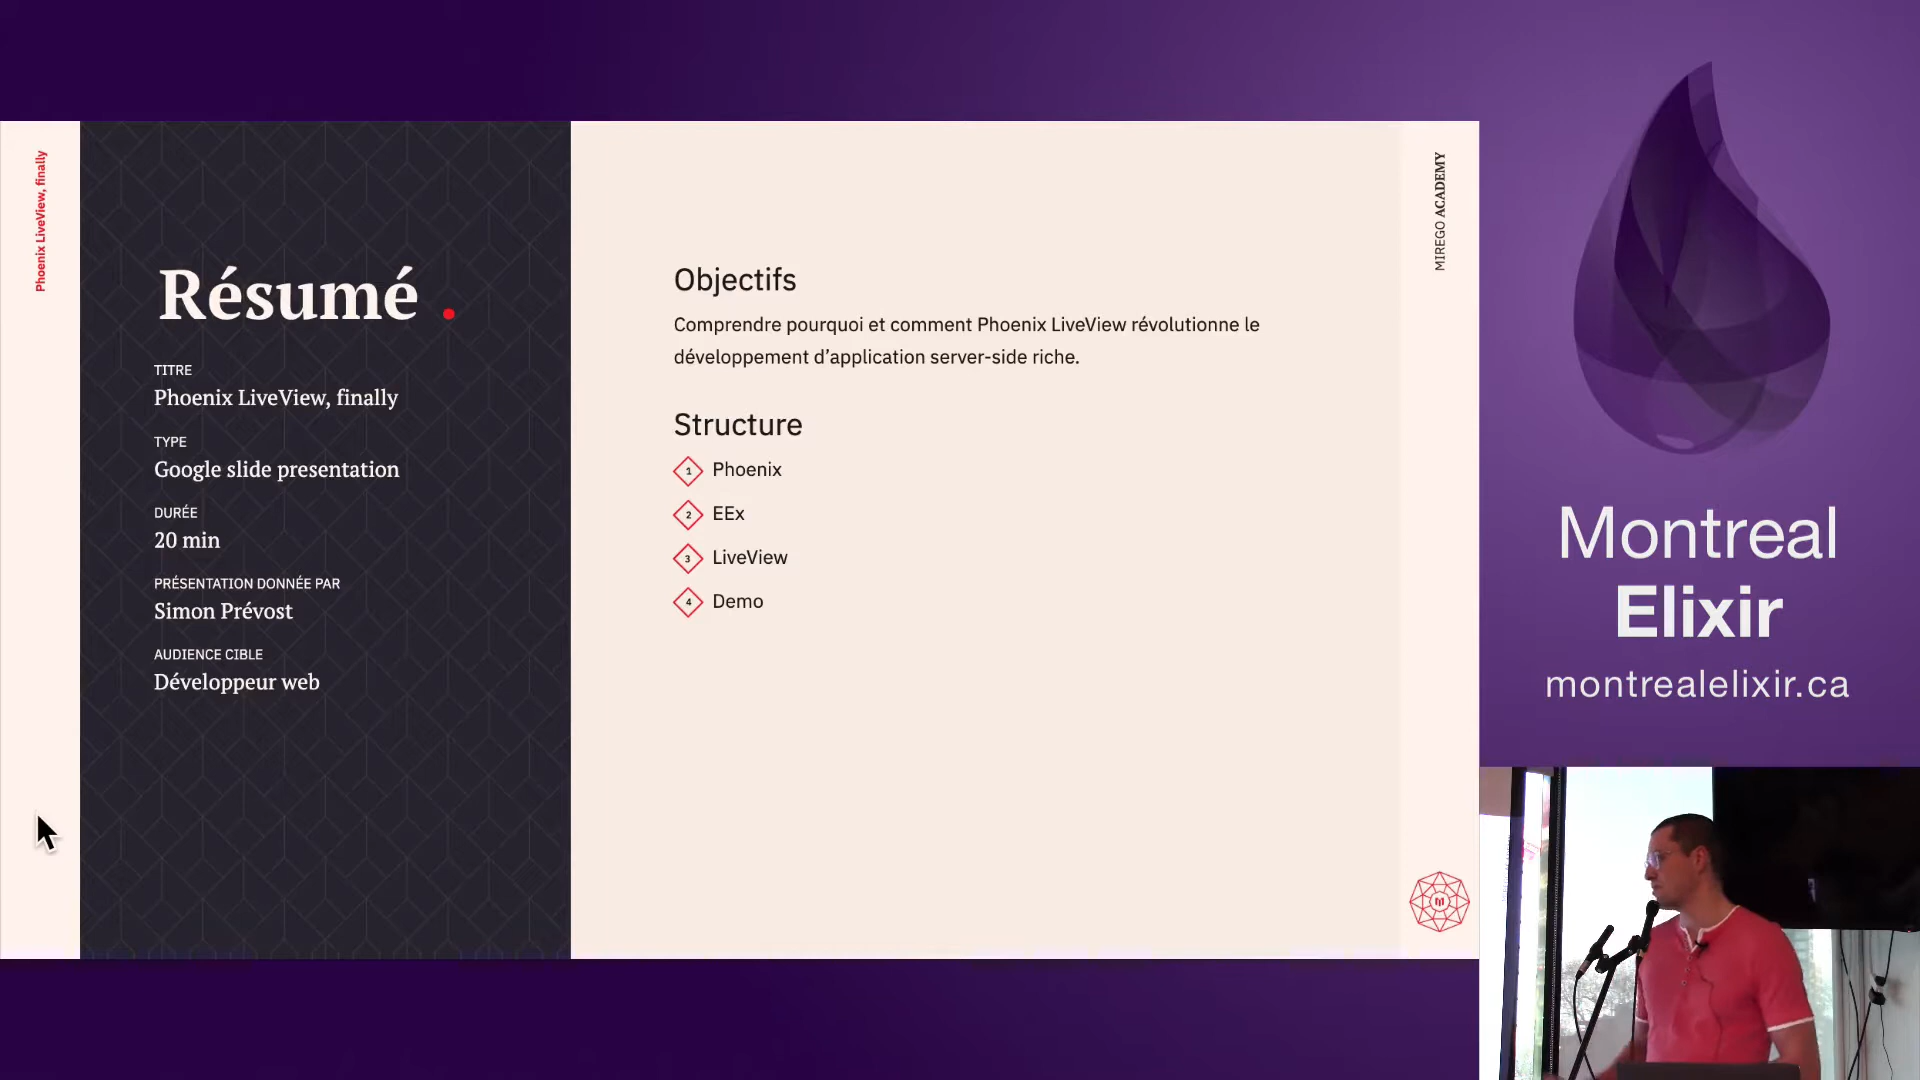 Phoenix LiveView, finally
Résumé .
TITRE
Phoenix LiveView, finally
TYPE
Google slide presentation
DURÉE
20 min
PRÉSENTATION DONNÉE PAR
Simon Prévost
AUDIENCE CIBLE
Développeur web
Objectifs
Comprendre pourquoi et comment Phoenix LiveView révolutionne le
développement d’application server-side riche.
Structure
1 Phoenix
2 EEx
3 LiveView
4 Demo
MIREGO ACADEMY
Montreal
Elixir
montrealelixir.ca